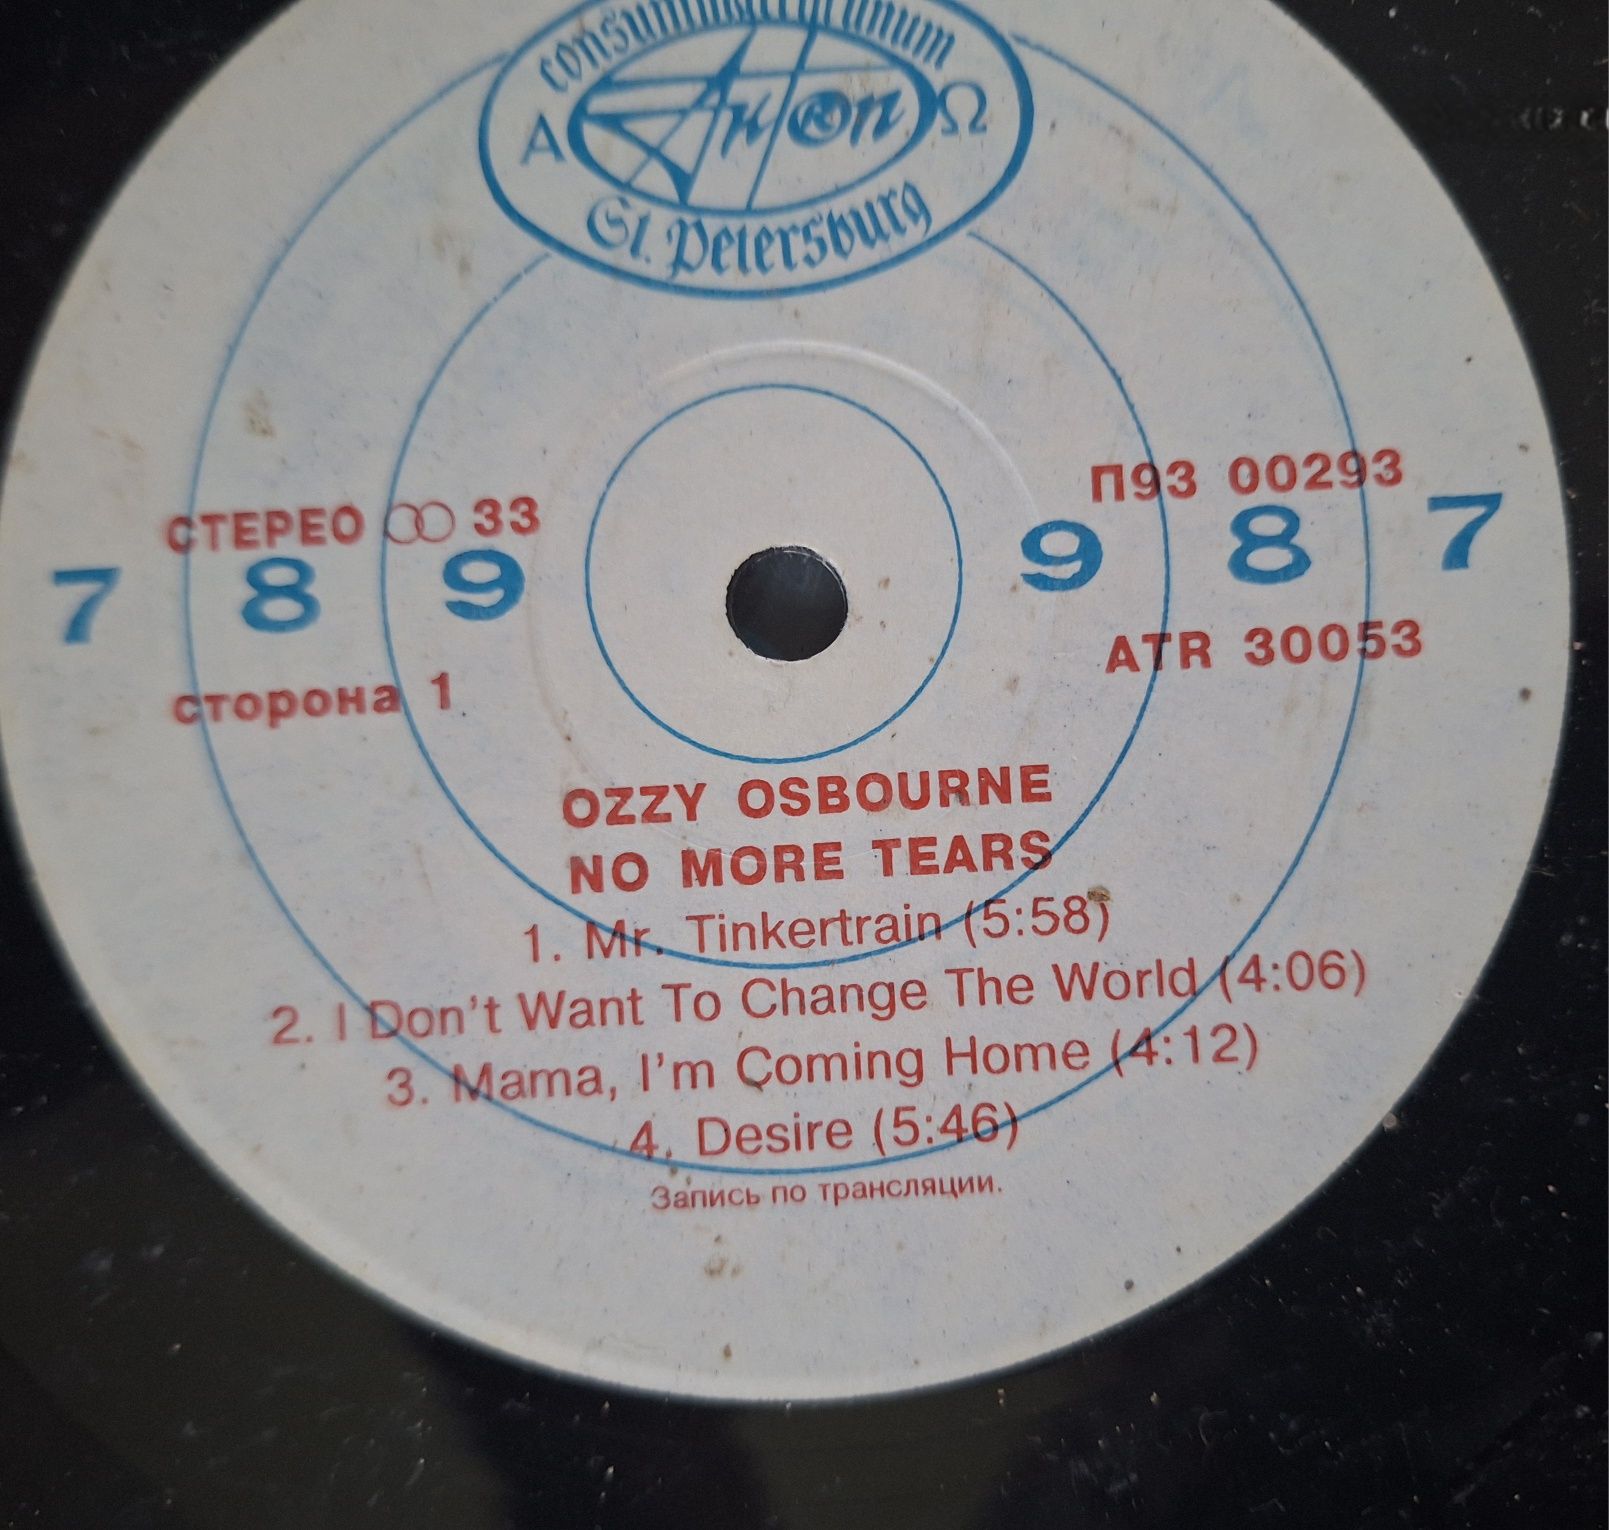 A Ω
St. Petersburg
СТЕРЕО 33
П93 00293
7 8 9 9 8 7
сторона 1
ATR 30053
OZZY OSBOURNE
NO MORE TEARS
1. Mr. Tinkertrain (5:58)
2. I Don't Want To Change The World (4:06)
3. Mama, I'm Coming Home (4:12)
4. Desire (5:46)
Запись по трансляции.